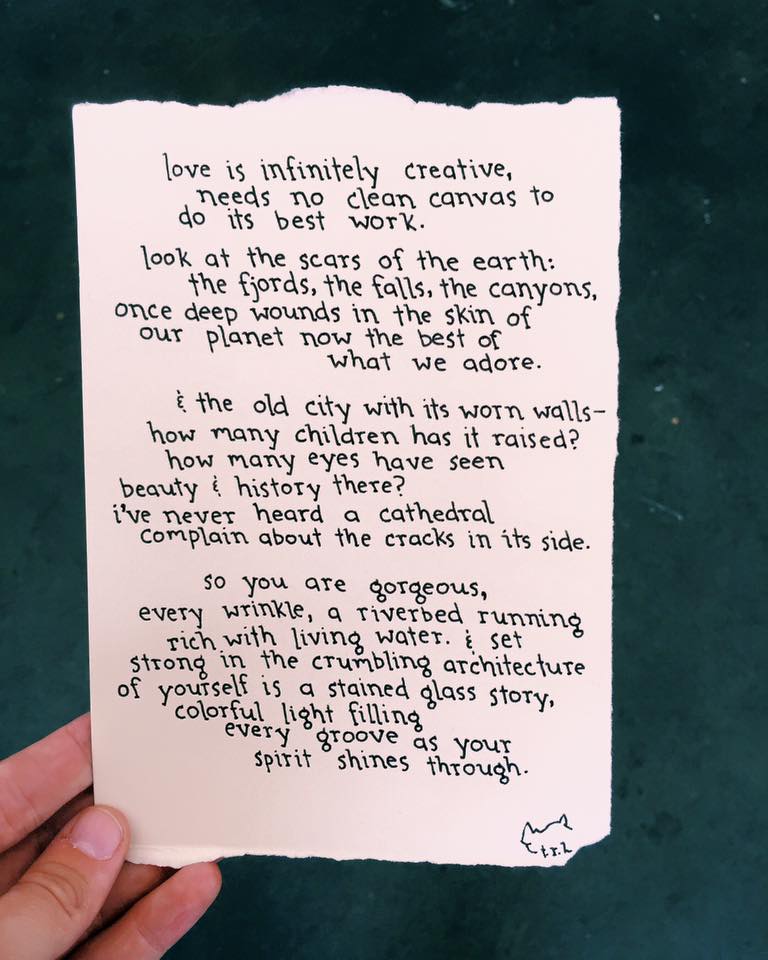 love is infinitely creative,
needs no clean canvas to
do its best work.
look at the scars of the earth:
the fjords, the falls, the canyons,
once deep wounds in the skin of
our planet now the best of
what we adore.
& the old city with its worn walls-
how many children has it raised?
how many eyes have seen
beauty & history there?
i've never heard a cathedral
complain about the cracks in its side.
so you are gorgeous,
every wrinkle, a riverbed running
rich with living water. & set
strong in the crumbling architecture
of yourself is a stained glass story,
colorful light filling
every groove as your
spirit shines through.
t.r.h